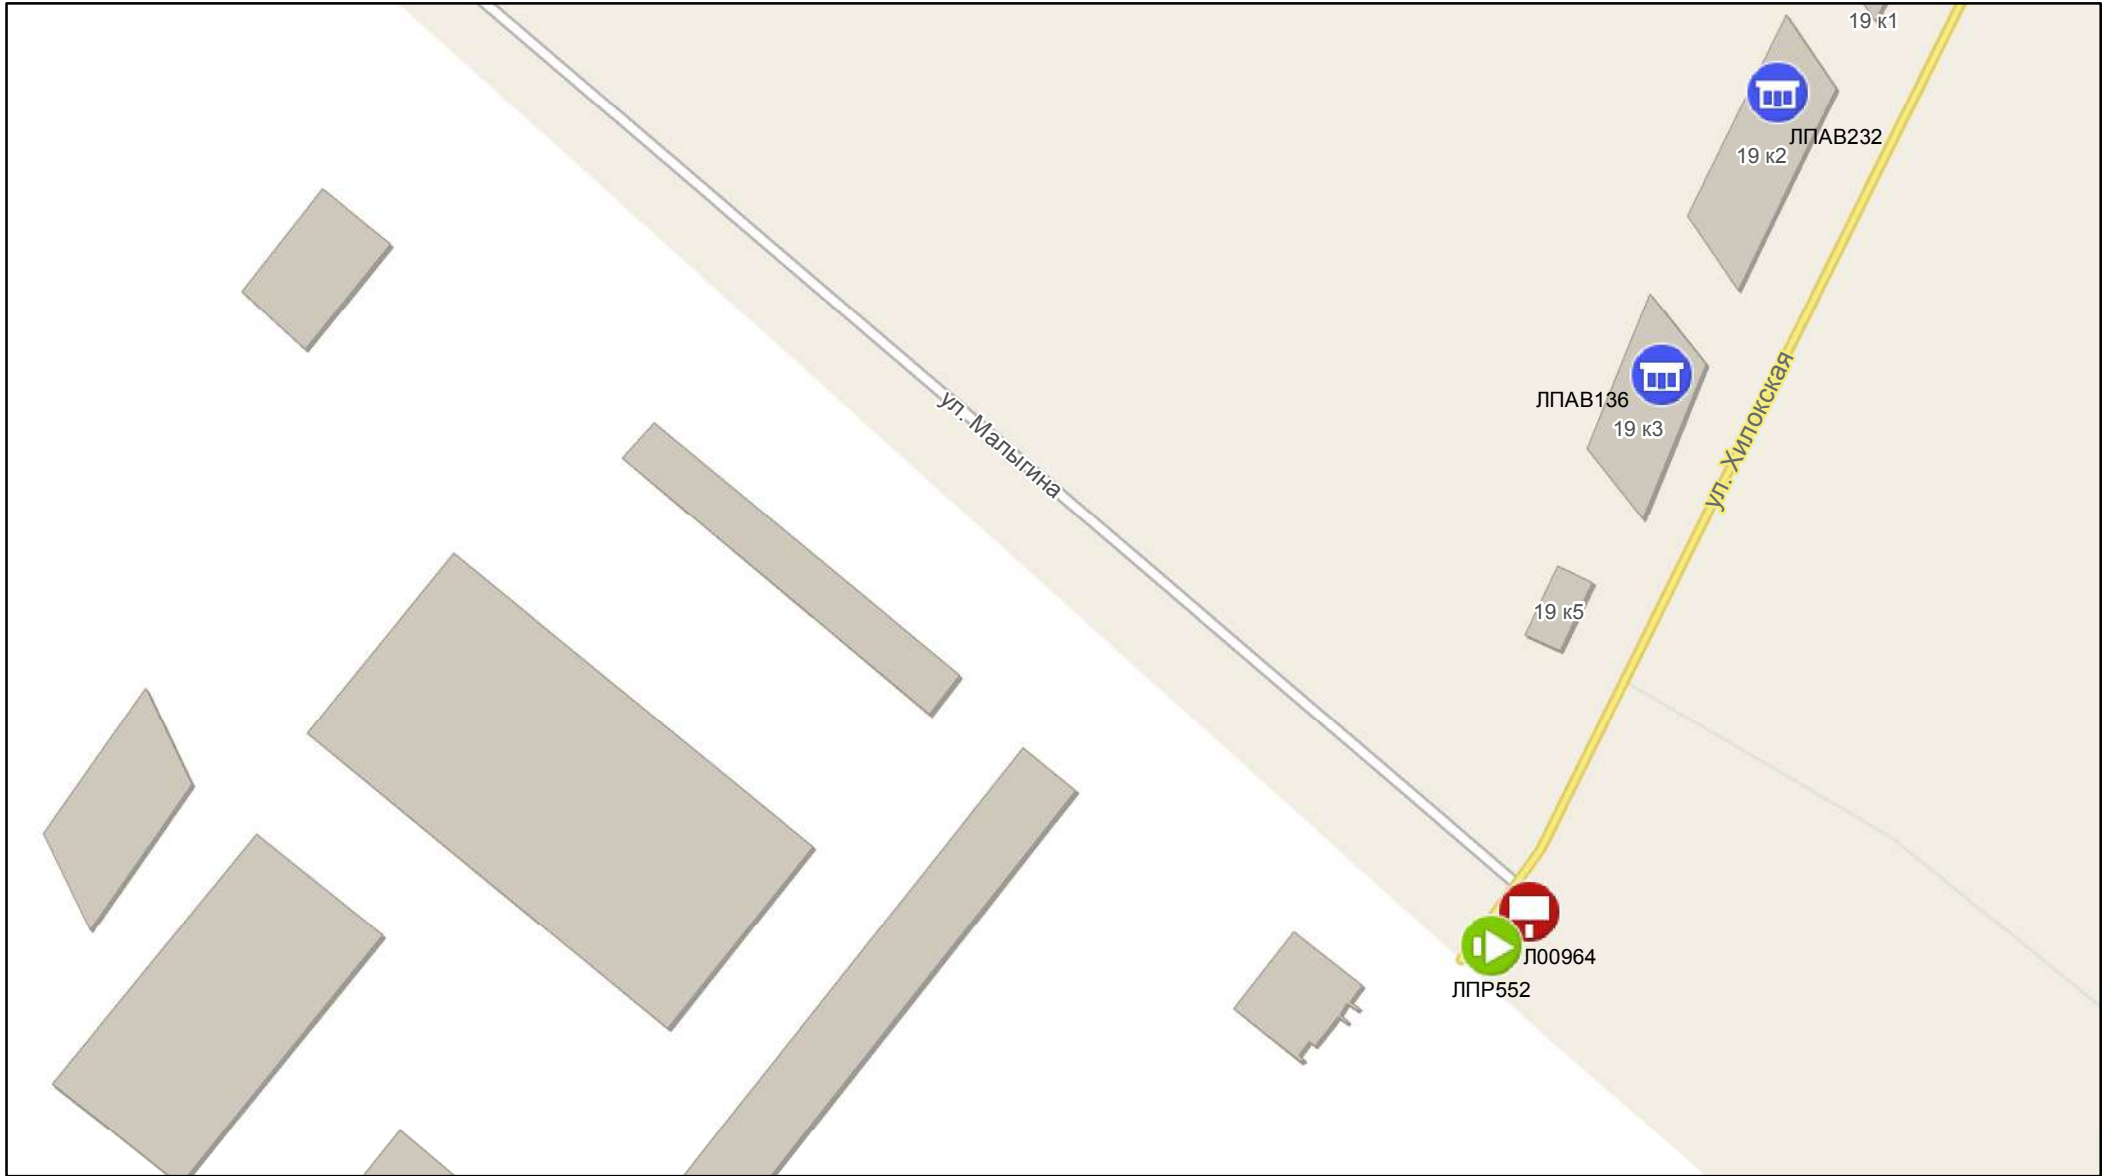 19 к1
ЛПАВ232
19 к2
ул. Хилокская
ЛПАВ136
19 к3
ул. Малыгина
19 к5
Л00964
ЛПР552